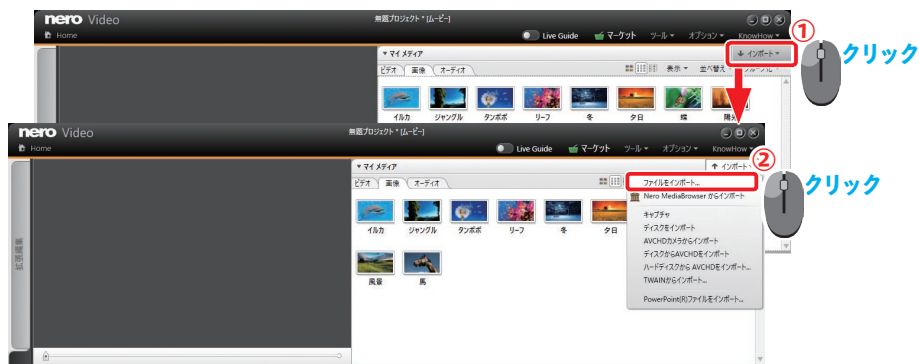 nero Video
無題プロジェクト * [ムービー]
Home
Live Guide マーケット ツール オプション KnowHow
①
クリック
マイ メディア
インポート
ビデオ 画像 オーディオ
表示 並べ替え
イルカ ジャングル タンポポ リーフ 冬 夕日 蝶
nero Video
無題プロジェクト * [ムービー]
Home
Live Guide マーケット ツール オプション KnowHow
②
クリック
マイ メディア
インポート
ビデオ 画像 オーディオ
ファイルをインポート...
Nero MediaBrowser からインポート
キャプチャ
ディスクをインポート
AVCHDカメラからインポート
ディスクからAVCHDをインポート
ハードディスクから AVCHDをインポート...
TWAINからインポート...
PowerPoint(R)ファイルをインポート...
イルカ ジャングル タンポポ リーフ 冬 夕日
風景 馬
拡張編集